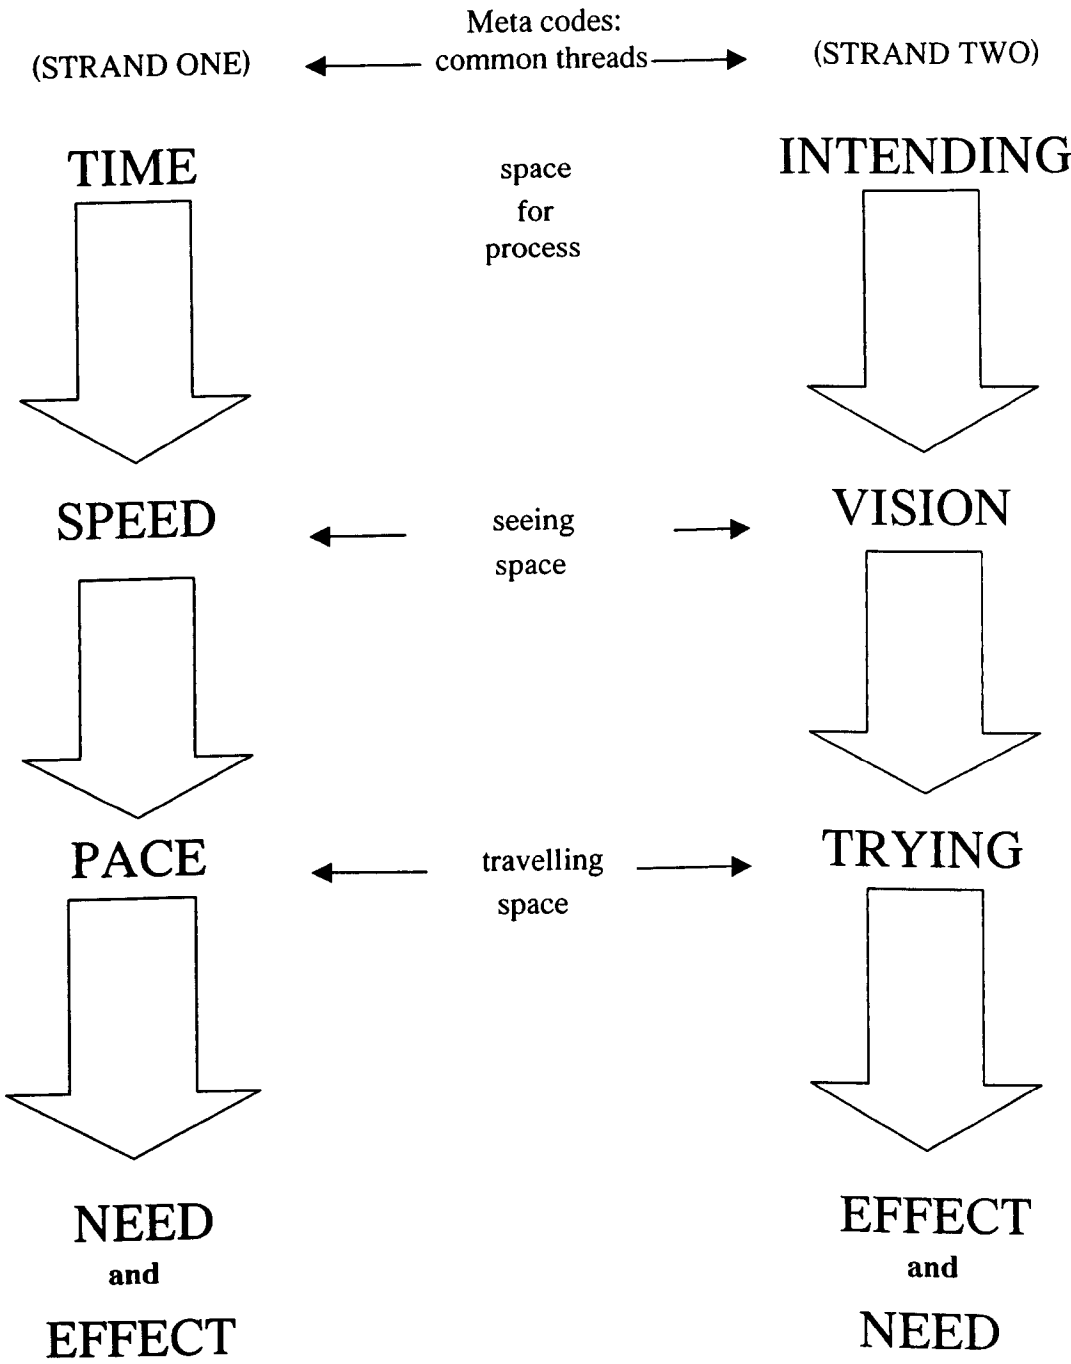 Meta codes:
(STRAND ONE) common threads (STRAND TWO)
TIME space INTENDING
for
process
SPEED seeing VISION
space
PACE travelling TRYING
space
NEED EFFECT
and and
EFFECT NEED